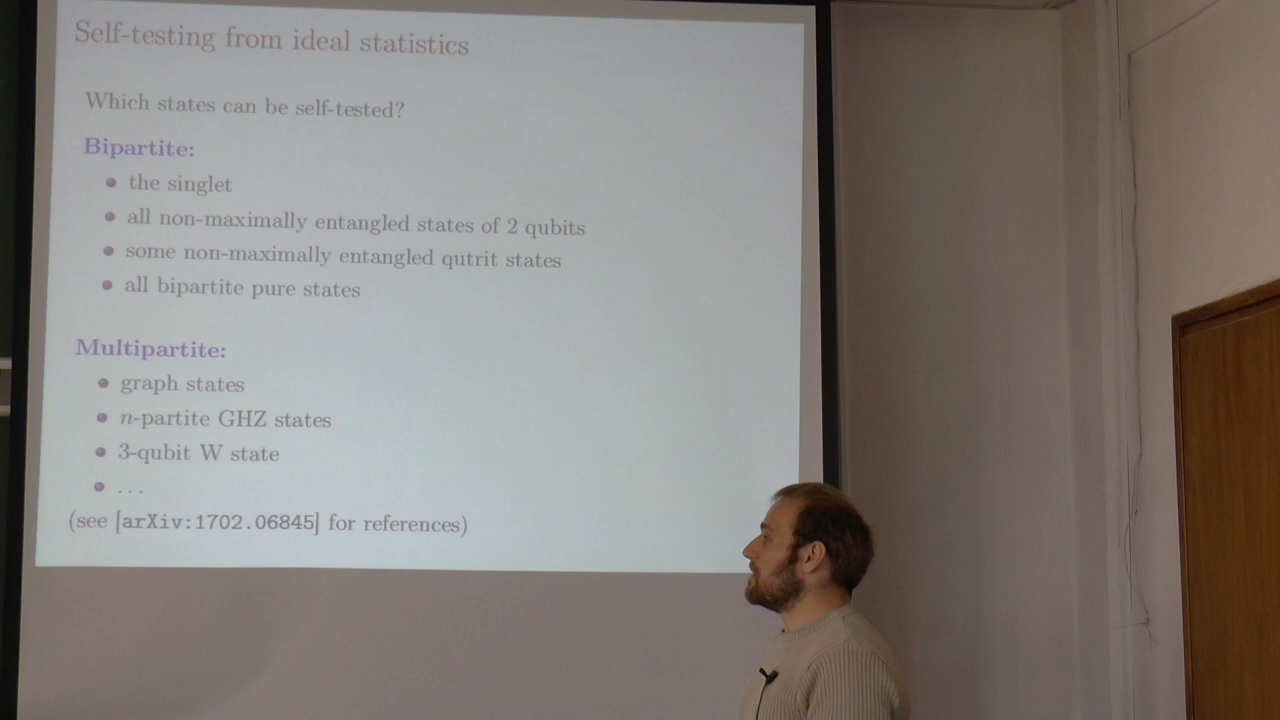 Self-testing from ideal statistics
Which states can be self-tested?
Bipartite:
the singlet
all non-maximally entangled states of 2 qubits
some non-maximally entangled qutrit states
all bipartite pure states
Multipartite:
graph states
n-partite GHZ states
3-qubit W state
...
(see [arXiv:1702.06845] for references)